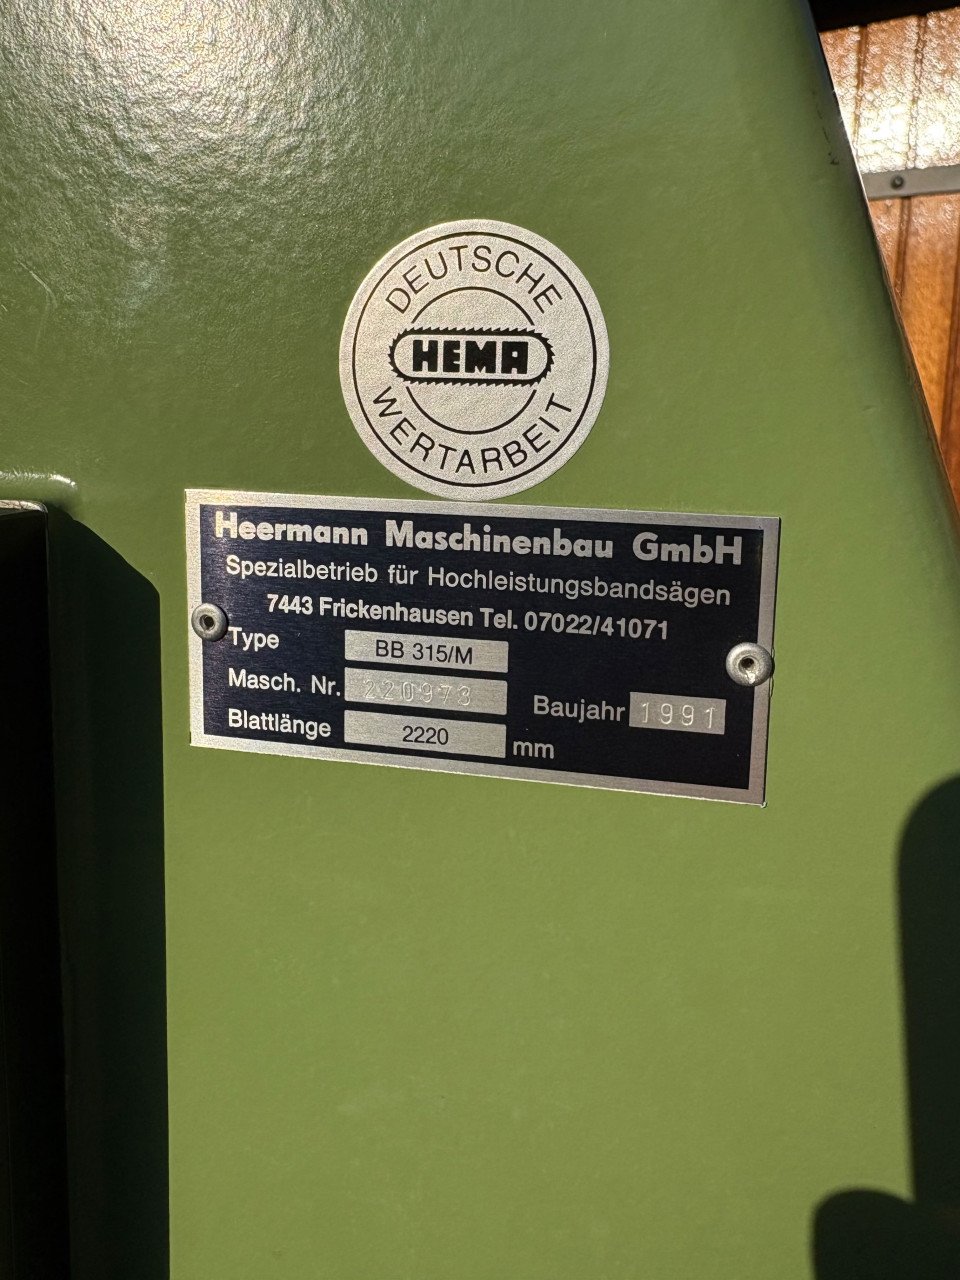 DEUTSCHE
HEMA
WERTARBEIT
Heermann Maschinenbau GmbH
Spezialbetrieb für Hochleistungsbandsägen
7443 Frickenhausen Tel. 07022/41071
Type BB 315/M
Masch. Nr. 220973 Baujahr 1991
Blattlänge 2220 mm